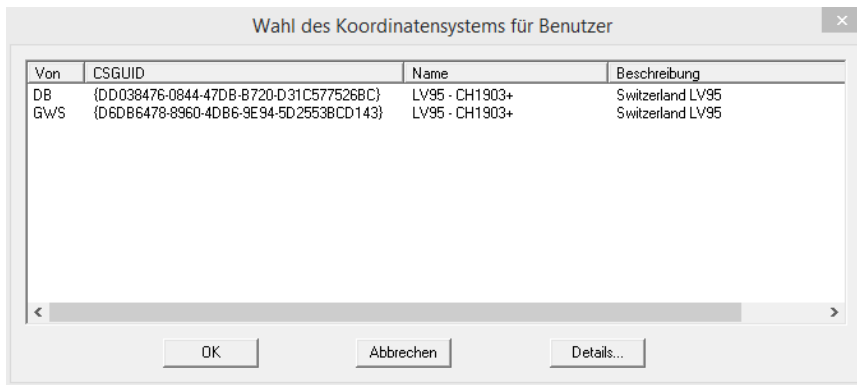 Wahl des Koordinatensystems für Benutzer
Von CSGUID Name Beschreibung
DB {DD038476-0844-47DB-B720-D31C577526BC} LV95 - CH1903+ Switzerland LV95
GWS {D6DB6478-8960-4DB6-9E94-5D2553BCD143} LV95 - CH1903+ Switzerland LV95
OK Abbrechen Details...